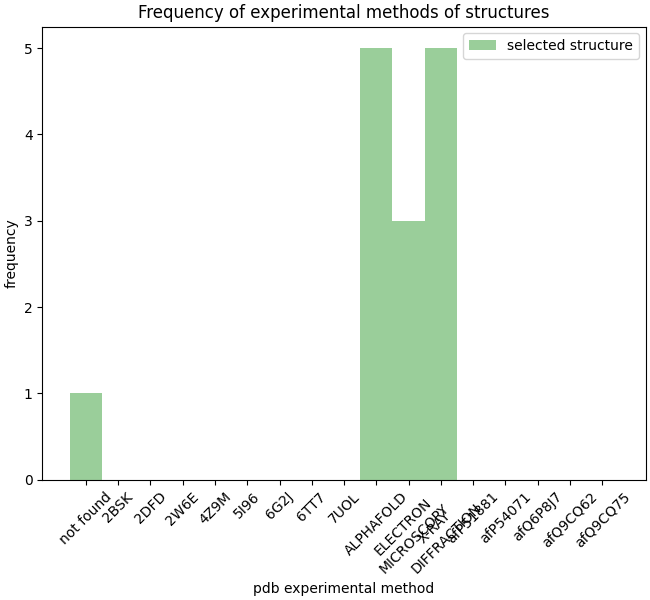 Frequency of experimental methods of structures
selected structure
frequency
5
4
3
2
1
0
not found
2BSK
2DFD
2W6E
4Z9M
5I96
6G2J
6TT7
7UOL
ALPHAFOLD
ELECTRON
MICROSCOPY
X-RAY
DIFFRACTION
afP51881
afP54071
afQ6P8J7
afQ9CQ62
afQ9CQ75
pdb experimental method